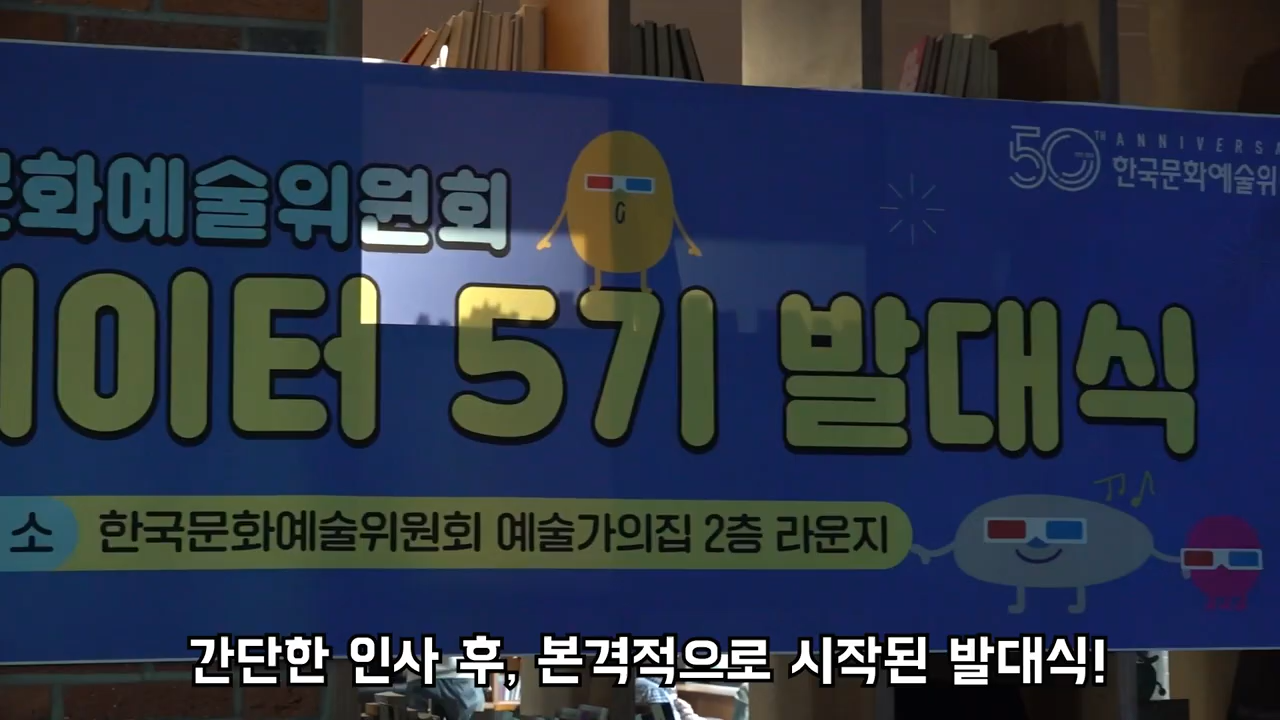 50TH ANNIVERSA
한국문화예술위
문화예술위원회
이터 5기 발대식
소 한국문화예술위원회 예술가의집 2층 라운지
간단한 인사 후, 본격적으로 시작된 발대식!